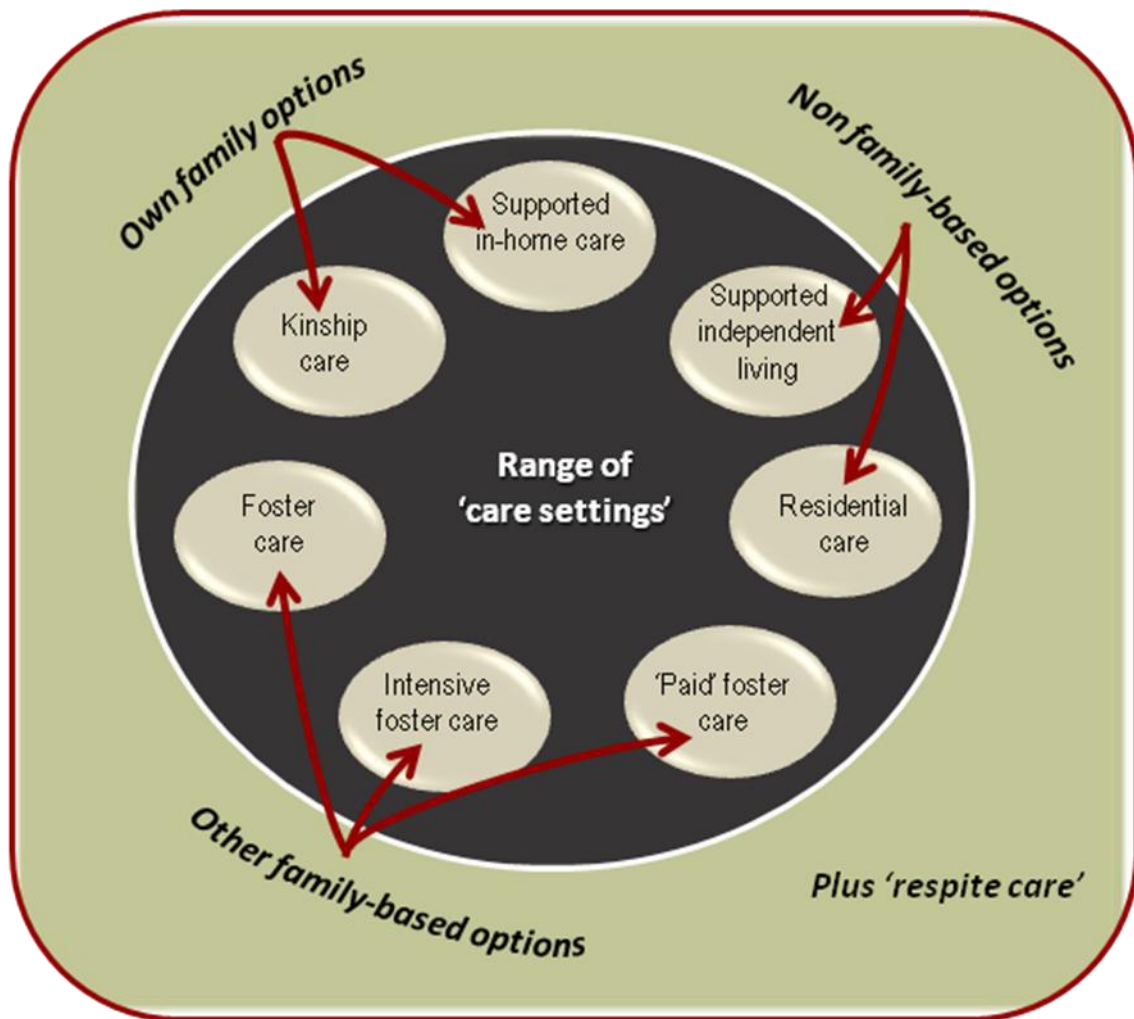 Own family options
Non family-based options
Supported
in-home care
Kinship
care
Supported
independent
living
Range of
‘care settings’
Foster
care
Residential
care
Intensive
foster care
‘Paid’ foster
care
Other family-based options
Plus ‘respite care’